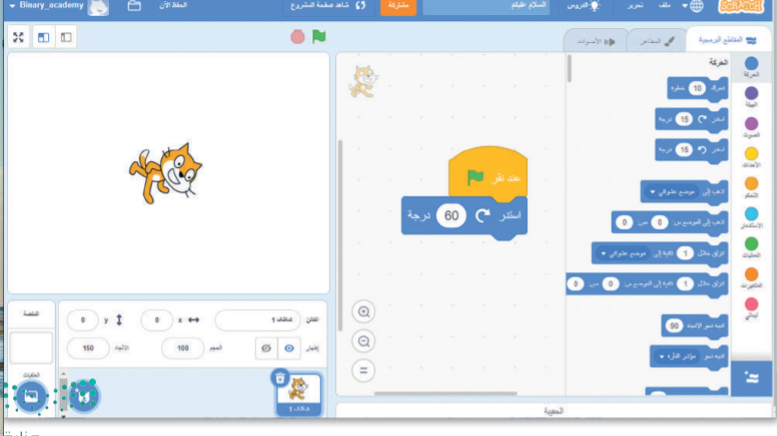 SCRATCH
ملف
تحرير
الدروس
السلام عليكم
مشاركة
شاهد صفحة المشروع
الحفظ الآن
Binary_academy
المقاطع البرمجية
المظاهر
الأصوات
الحركة
الحركة
الهيئة
الصوت
الأحداث
التحكم
الإستشعار
العمليات
المتغيرات
لبناتي
تحرك 10 خطوة
استدر 15 درجة
استدر 15 درجة
اذهب إلى موضع عشوائي
اذهب إلى الموضع س: 0 ص: 0
انزلق خلال 1 ثانية إلى موضع عشوائي
انزلق خلال 1 ثانية إلى الموضع س: 0 ص: 0
اتجه نحو الاتجاه 90
اتجه نحو مؤشر الفأرة
عند نقر
استدر 60 درجة
الكائن
x 0
y 0
إظهار
الحجم 100
الاتجاه 150
المنصة
الخلفيات
الحقيبة